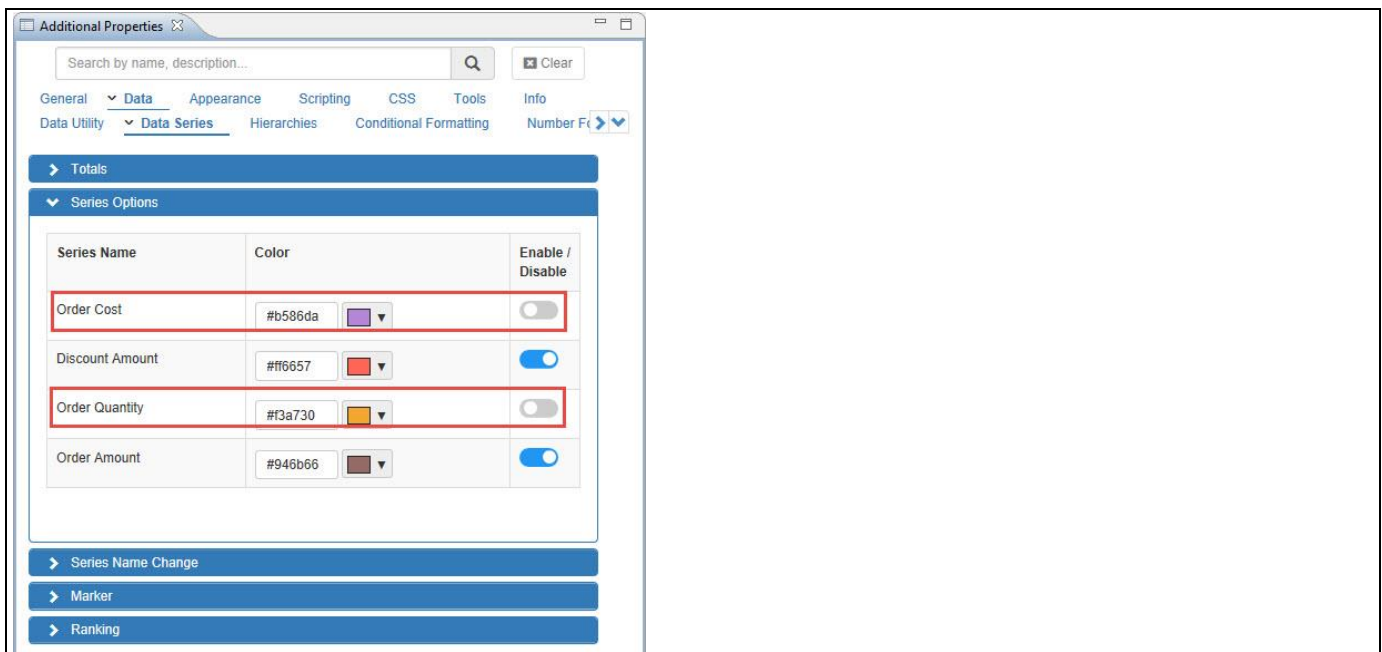 Additional Properties
Search by name, description...
Clear
General Data Appearance Scripting CSS Tools Info
Data Utility Data Series Hierarchies Conditional Formatting Number Fo
Totals
Series Options
Series Name Color Enable /
Disable
Order Cost #b586da
Discount Amount #ff6657
Order Quantity #f3a730
Order Amount #946b66
Series Name Change
Marker
Ranking